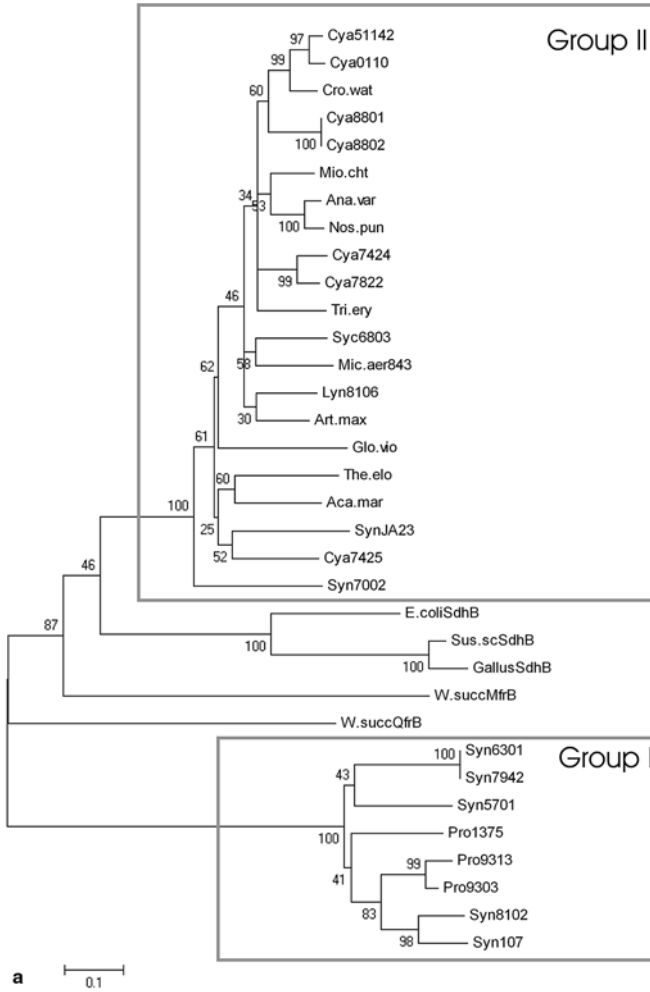 Group II
97
Cya51142
99
Cya0110
60
Cro.wat
Cya8801
100
Cya8802
Mio.cht
34
53
Ana.var
100
Nos.pun
Cya7424
99
Cya7822
46
Tri.ery
Syc6803
58
Mic.aer843
62
Lyn8106
30
Art.max
61
Glo.vio
60
The.elo
100
Aca.mar
25
SynJA23
52
Cya7425
46
Syn7002
E.coliSdhB
87
100
Sus.scSdhB
100
GallusSdhB
W.succMfrB
W.succQfrB
Group I
100
Syn6301
43
Syn7942
Syn5701
100
Pro1375
99
Pro9313
41
Pro9303
83
Syn8102
98
Syn107
a
0.1